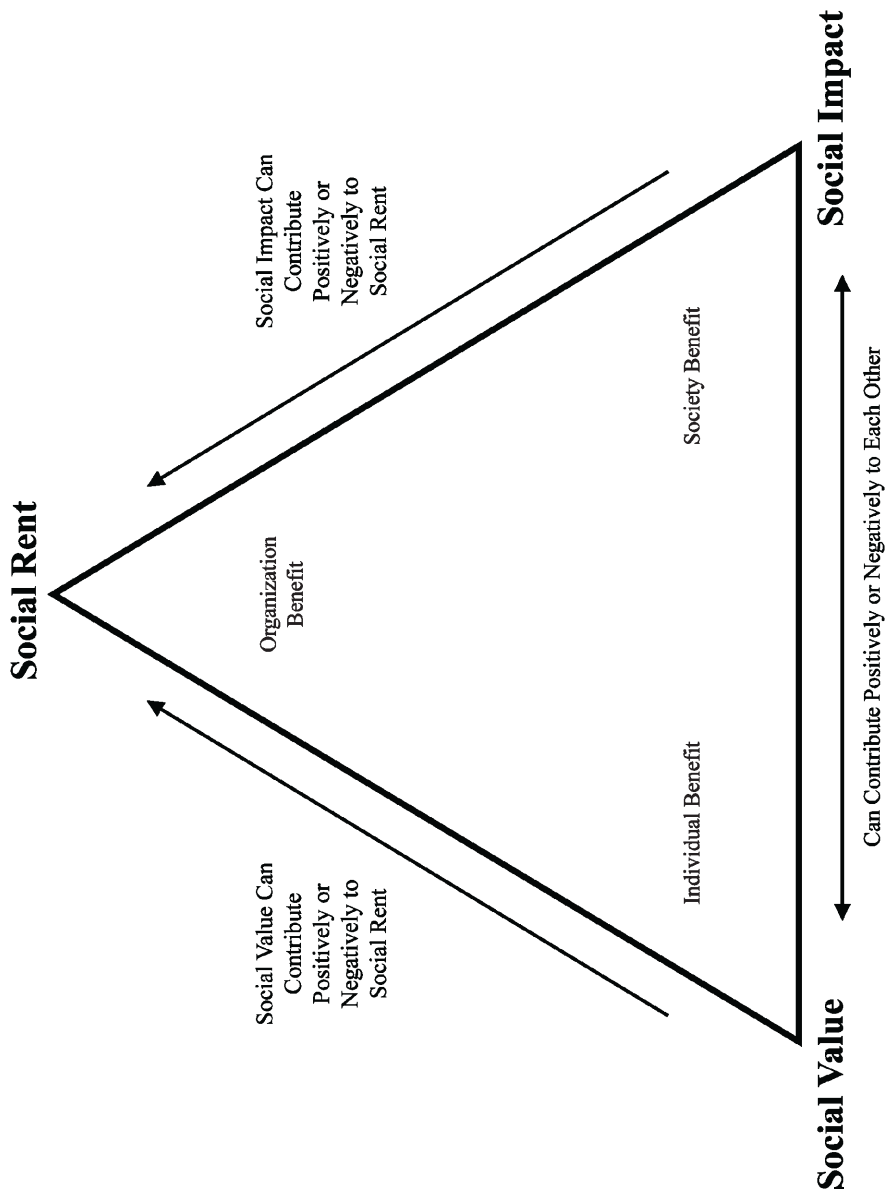 Social Rent
Social Value Can
Contribute
Positively or
Negatively to
Social Rent
Organization
Benefit
Social Impact Can
Contribute
Positively or
Negatively to
Social Rent
Individual Benefit
Society Benefit
Social Value
Social Impact
Can Contribute Positively or Negatively to Each Other